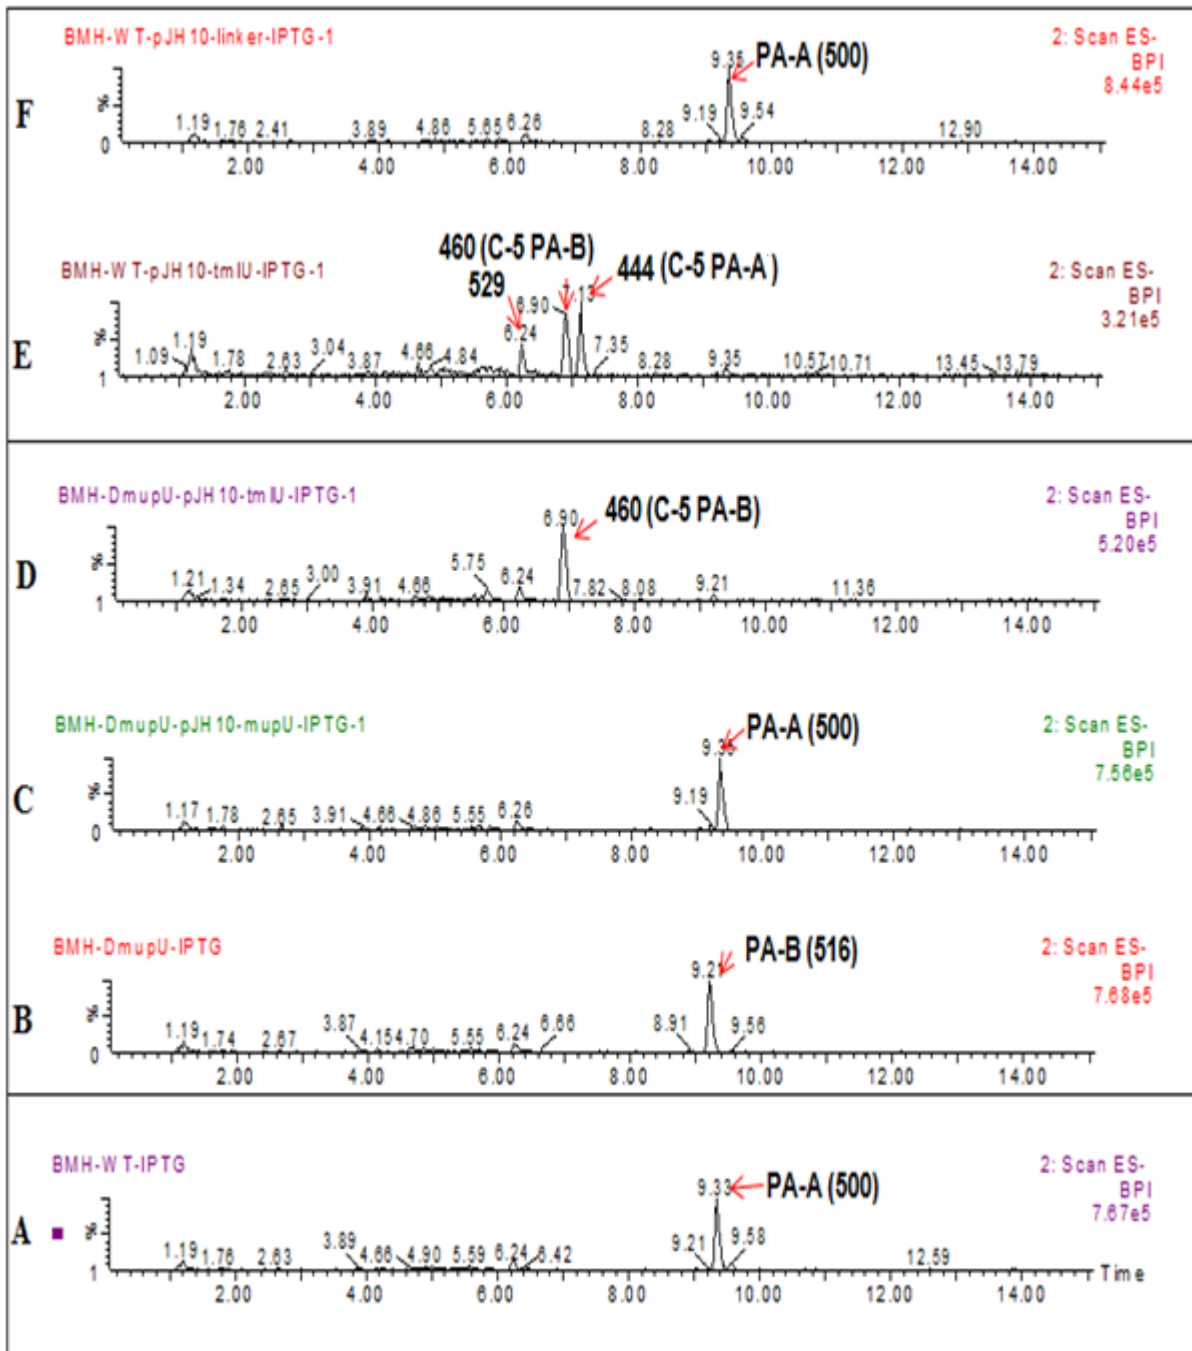 BMH-WT-pJH10-linker-IPTG-1
2: Scan ES-
BPI
8.44e5
PA-A (500)
F
%
0
1.19 1.76 2.41 3.89 4.86 5.65 6.26 8.28 9.19 9.35 9.54 12.90
2.00 4.00 6.00 8.00 10.00 12.00 14.00
BMH-WT-pJH10-tmlU-IPTG-1
2: Scan ES-
BPI
3.21e5
460 (C-5 PA-B)
529
444 (C-5 PA-A)
E
%
1
1.09 1.19 1.78 2.63 3.04 3.87 4.66 4.84 6.24 6.90 7.35 8.28 9.35 10.57 10.71 13.45 13.79
2.00 4.00 6.00 8.00 10.00 12.00 14.00
BMH-DmupU-pJH10-tmlU-IPTG-1
2: Scan ES-
BPI
5.20e5
460 (C-5 PA-B)
D
%
1
1.21 1.34 2.65 3.00 3.91 4.66 5.75 6.24 6.90 7.82 8.08 9.21 11.36
2.00 4.00 6.00 8.00 10.00 12.00 14.00
BMH-DmupU-pJH10-mupU-IPTG-1
2: Scan ES-
BPI
7.56e5
PA-A (500)
C
%
0
1.17 1.78 2.65 3.91 4.66 4.86 5.55 6.26 9.19
2.00 4.00 6.00 8.00 10.00 12.00 14.00
BMH-DmupU-IPTG
2: Scan ES-
BPI
7.68e5
PA-B (516)
B
%
0
1.19 1.74 2.67 3.87 4.15 4.70 5.55 6.24 6.66 8.91 9.21 9.56
2.00 4.00 6.00 8.00 10.00 12.00 14.00
BMH-WT-IPTG
2: Scan ES-
BPI
7.67e5
PA-A (500)
A
%
1
1.19 1.76 2.63 3.89 4.66 4.90 5.59 6.24 6.42 9.21 9.33 9.58 12.59
Time
2.00 4.00 6.00 8.00 10.00 12.00 14.00